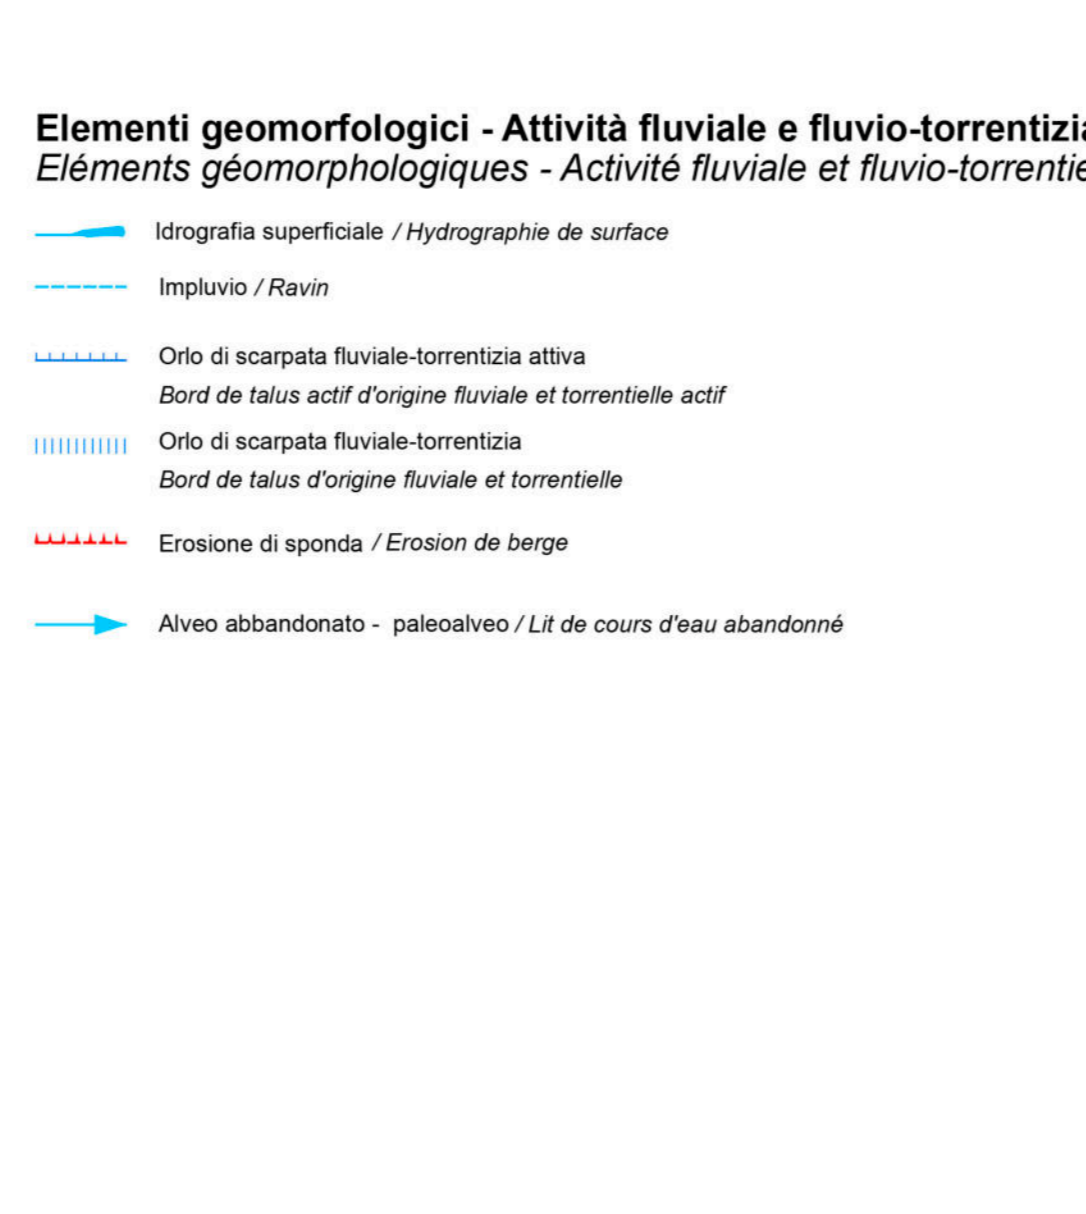 Elementi geomorfologici - Attività fluviale e fluvio-torrentizia
Eléments géomorphologiques - Activité fluviale et fluvio-torrentie
Idrografia superficiale / Hydrographie de surface
Impluvio / Ravin
Orlo di scarpata fluviale-torrentizia attiva
Bord de talus actif d'origine fluviale et torrentielle actif
Orlo di scarpata fluviale-torrentizia
Bord de talus d'origine fluviale et torrentielle
Erosione di sponda / Erosion de berge
Alveo abbandonato - paleoalveo / Lit de cours d'eau abandonné